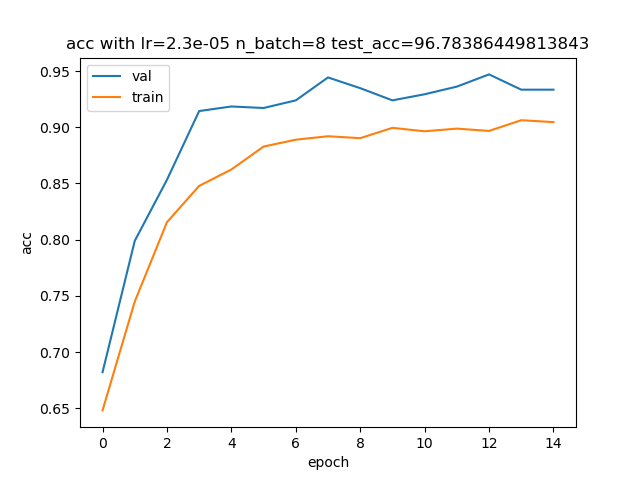 acc with lr=2.3e-05 n_batch=8 test_acc=96.78386449813843
val
train
0.95
0.90
0.85
0.80
0.75
0.70
0.65
acc
0 2 4 6 8 10 12 14
epoch